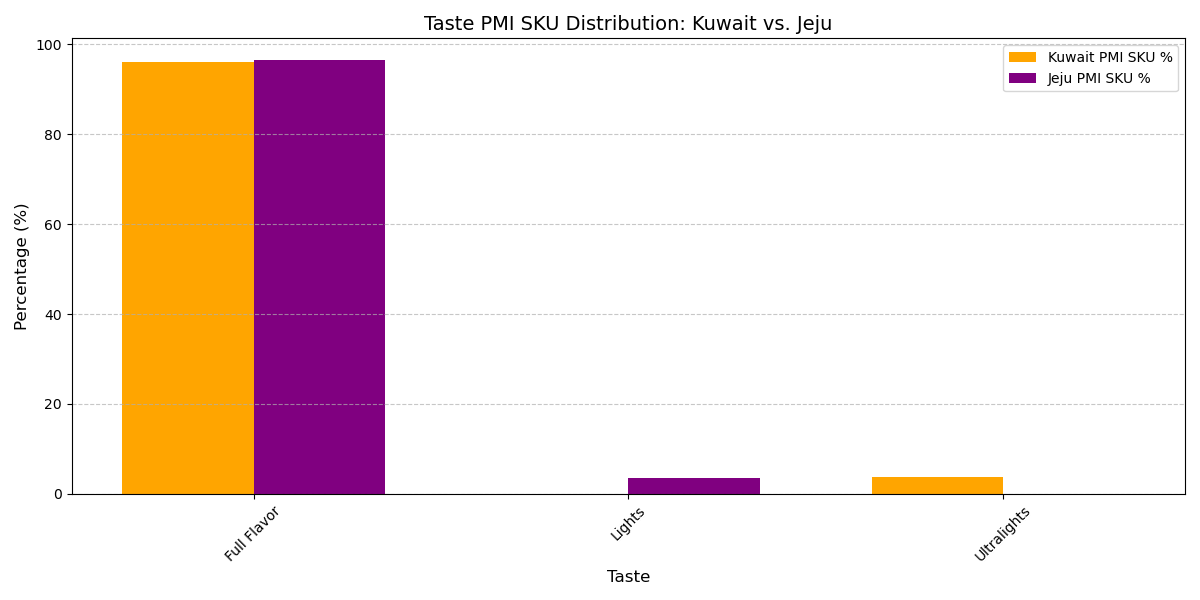 Taste PMI SKU Distribution: Kuwait vs. Jeju
Kuwait PMI SKU %
Jeju PMI SKU %
Percentage (%)
100
80
60
40
20
0
Full Flavor
Lights
Ultralights
Taste